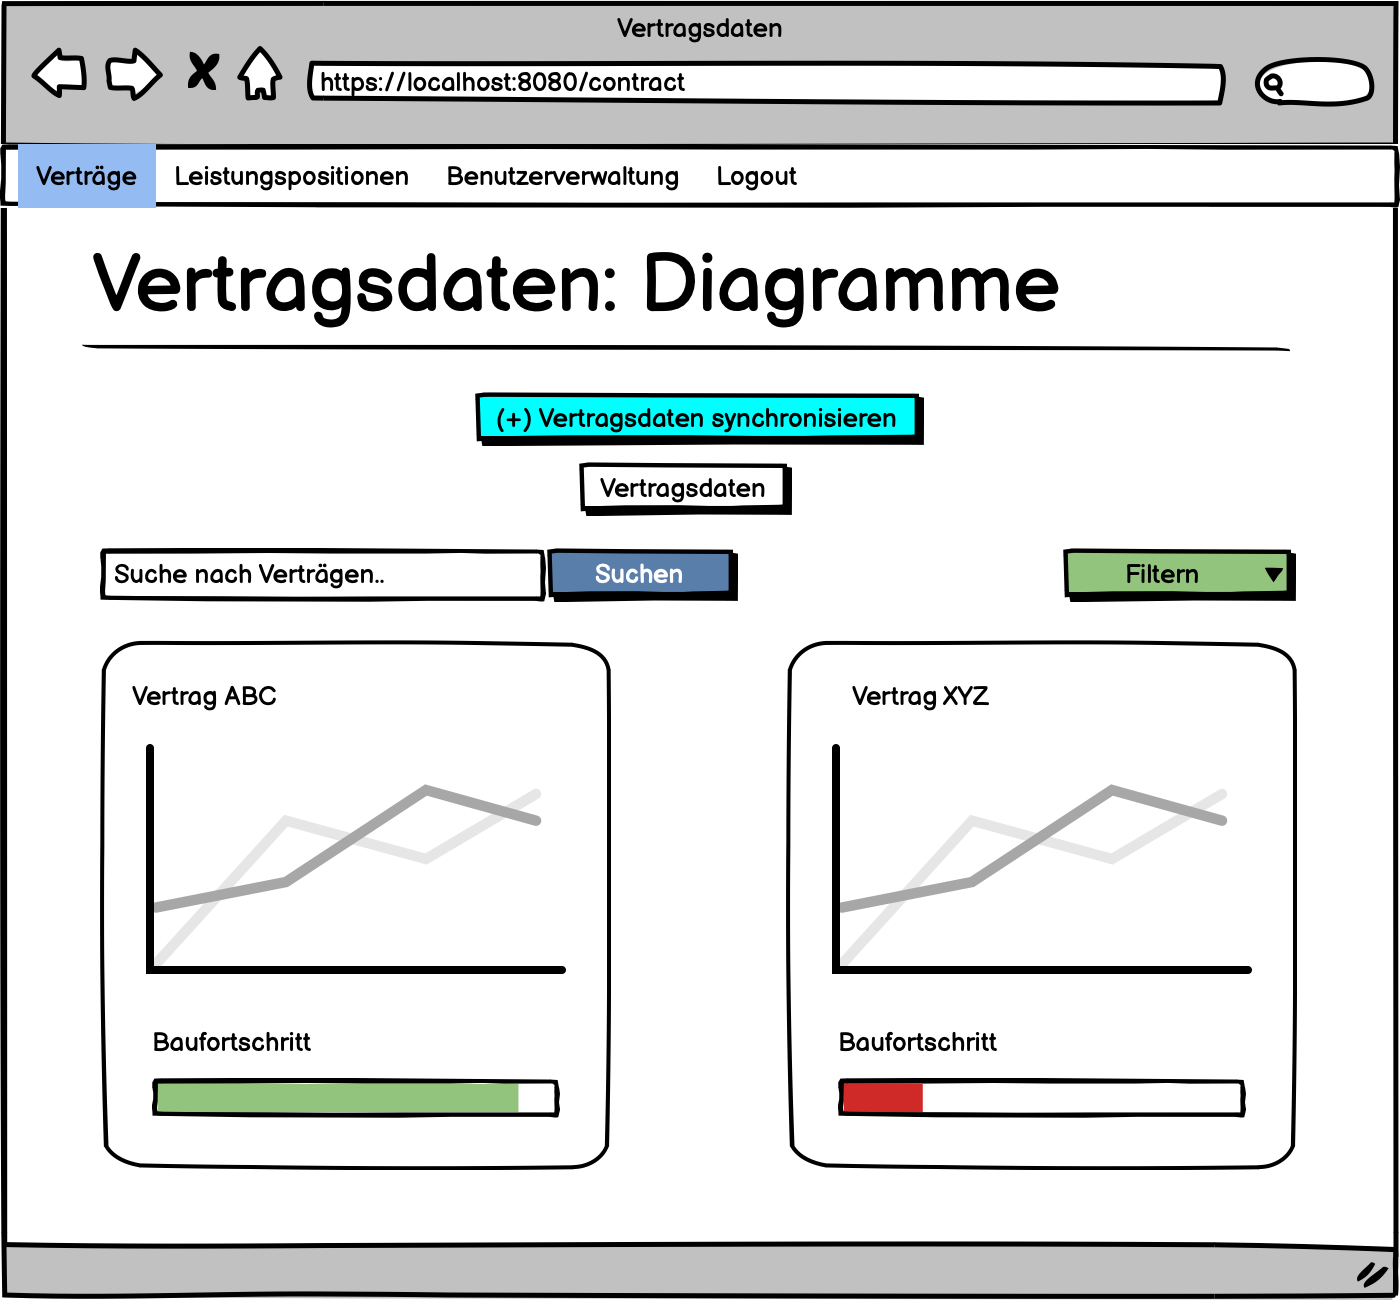 Vertragsdaten
https://localhost:8080/contract
Verträge Leistungspositionen Benutzerverwaltung Logout
Vertragsdaten: Diagramme
(+) Vertragsdaten synchronisieren
Vertragsdaten
Suche nach Verträgen.. Suchen Filtern
Vertrag ABC
Baufortschritt
Vertrag XYZ
Baufortschritt